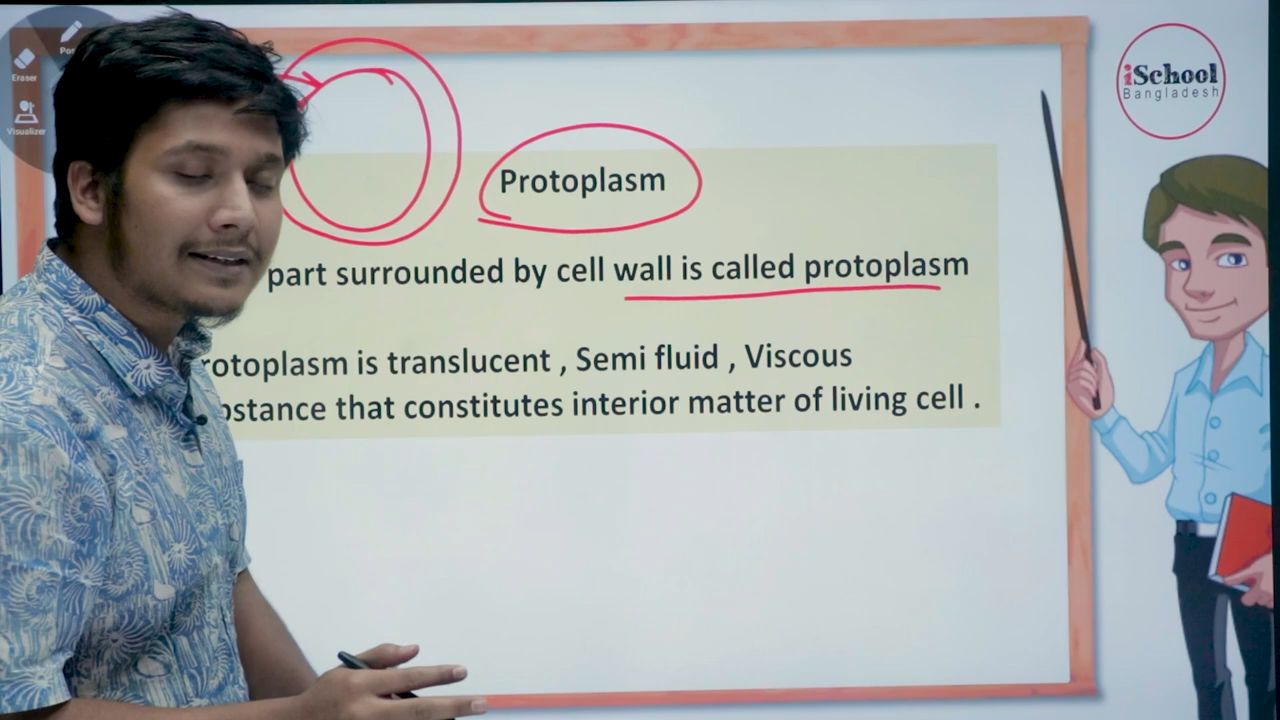 Eraser
Visualizer
iSchool
Bangladesh
Protoplasm
part surrounded by cell wall is called protoplasm
rotoplasm is translucent , Semi fluid , Viscous
bstance that constitutes interior matter of living cell .